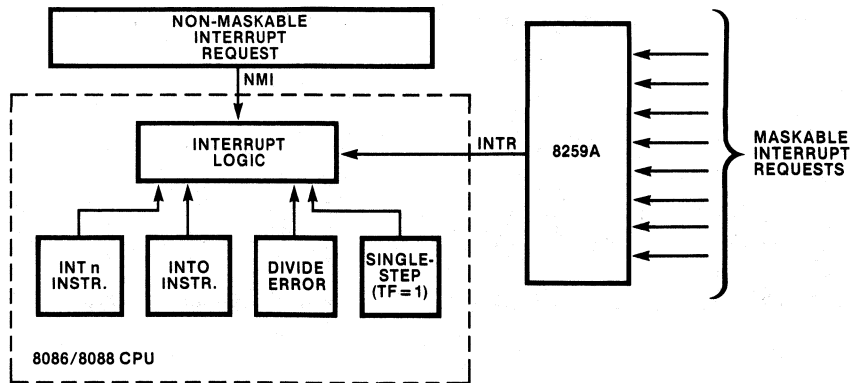 NON-MASKABLE
INTERRUPT
REQUEST
NMI
INTERRUPT
LOGIC
INTR
8259A
MASKABLE
INTERRUPT
REQUESTS
INT n
INSTR.
INTO
INSTR.
DIVIDE
ERROR
SINGLE-
STEP
(TF=1)
8086/8088 CPU